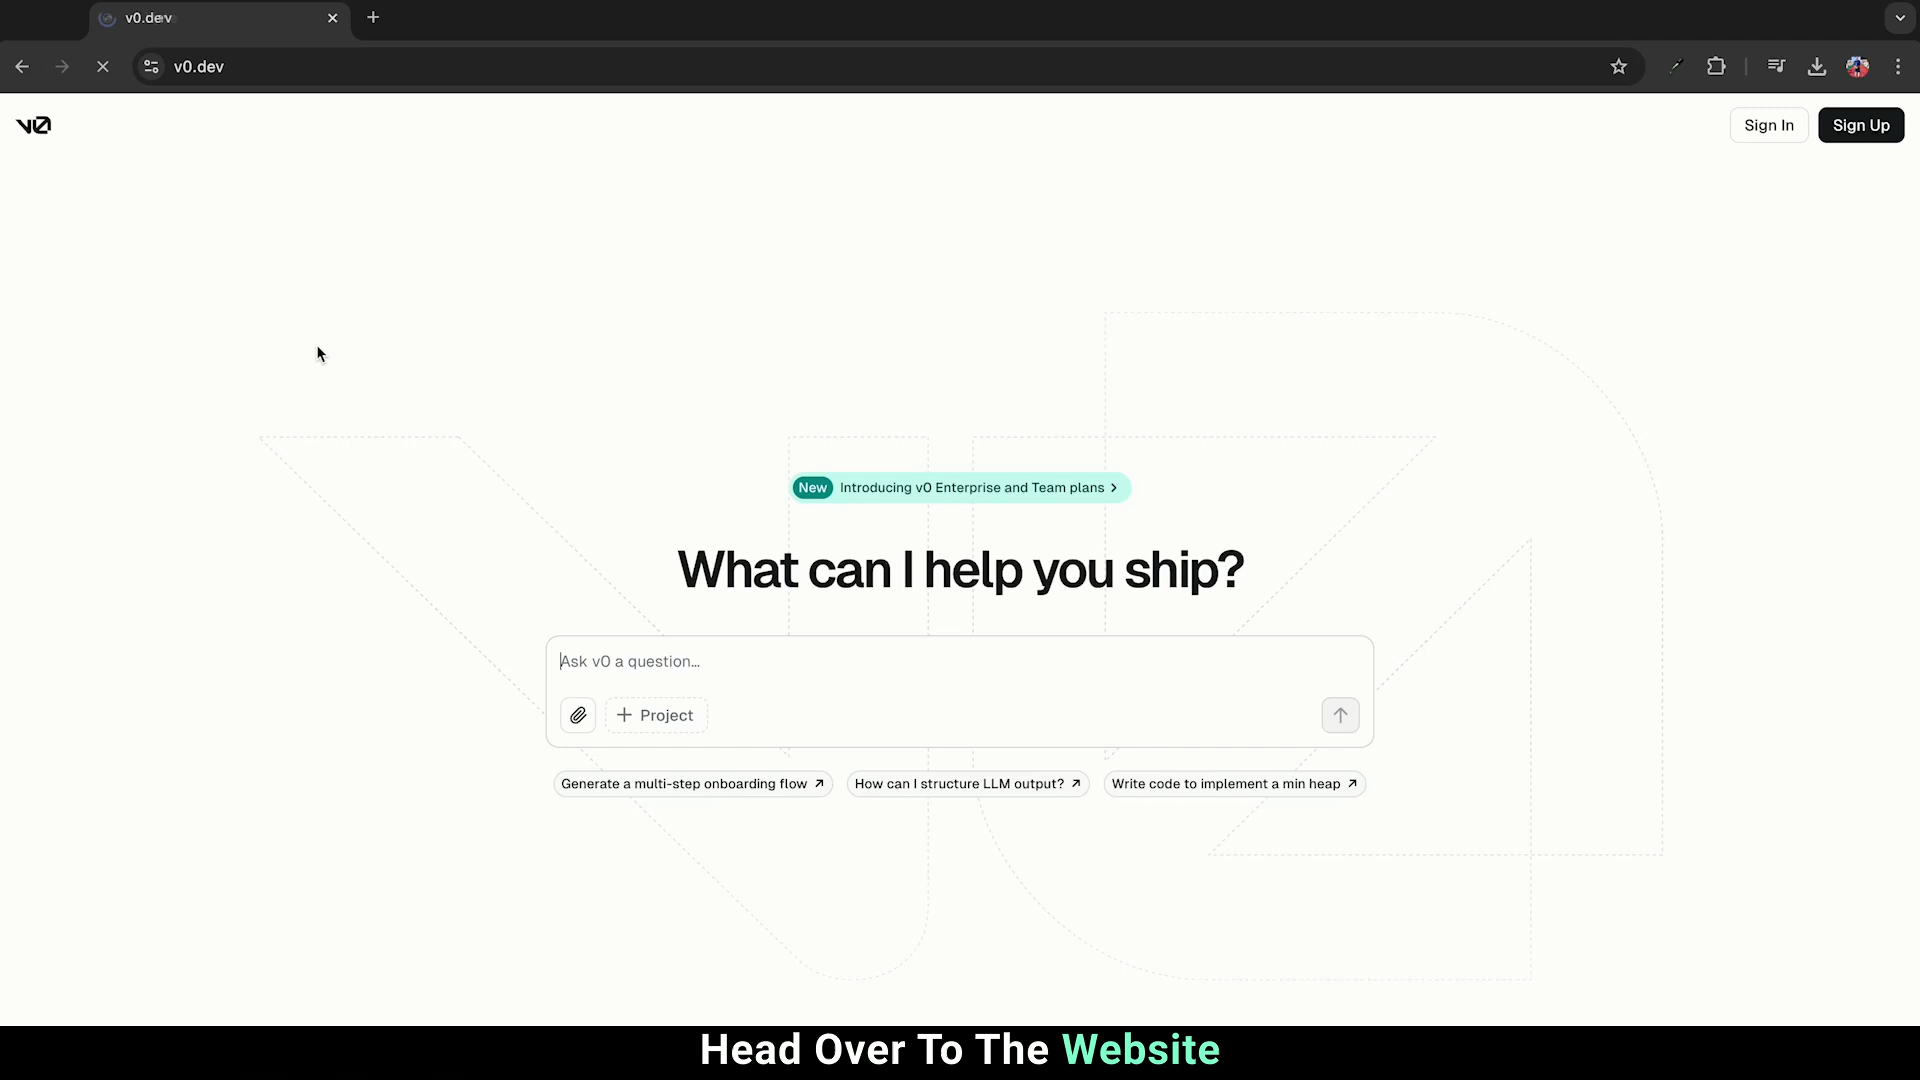 v0.dev
v0.dev
v0
Sign In
Sign Up
New Introducing v0 Enterprise and Team plans
What can I help you ship?
Ask v0 a question...
Project
Generate a multi-step onboarding flow
How can I structure LLM output?
Write code to implement a min heap
Head Over To The Website